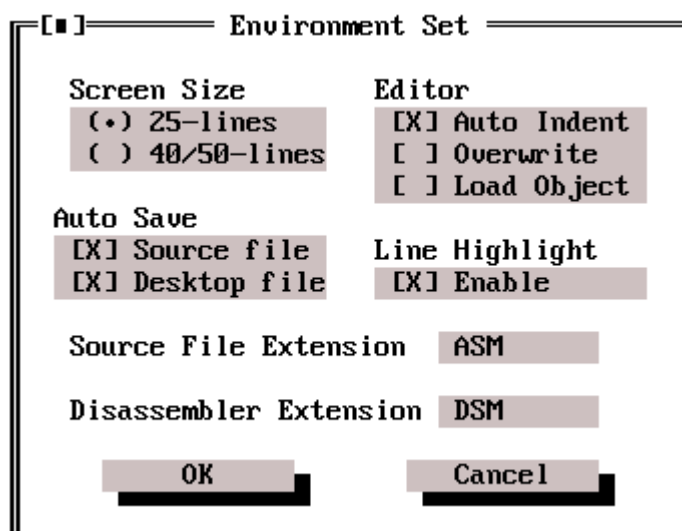 [■] Environment Set
Screen Size
(•) 25-lines
( ) 40/50-lines
Editor
[X] Auto Indent
[ ] Overwrite
[ ] Load Object
Auto Save
[X] Source file
[X] Desktop file
Line Highlight
[X] Enable
Source File Extension ASM
Disassembler Extension DSM
OK Cancel